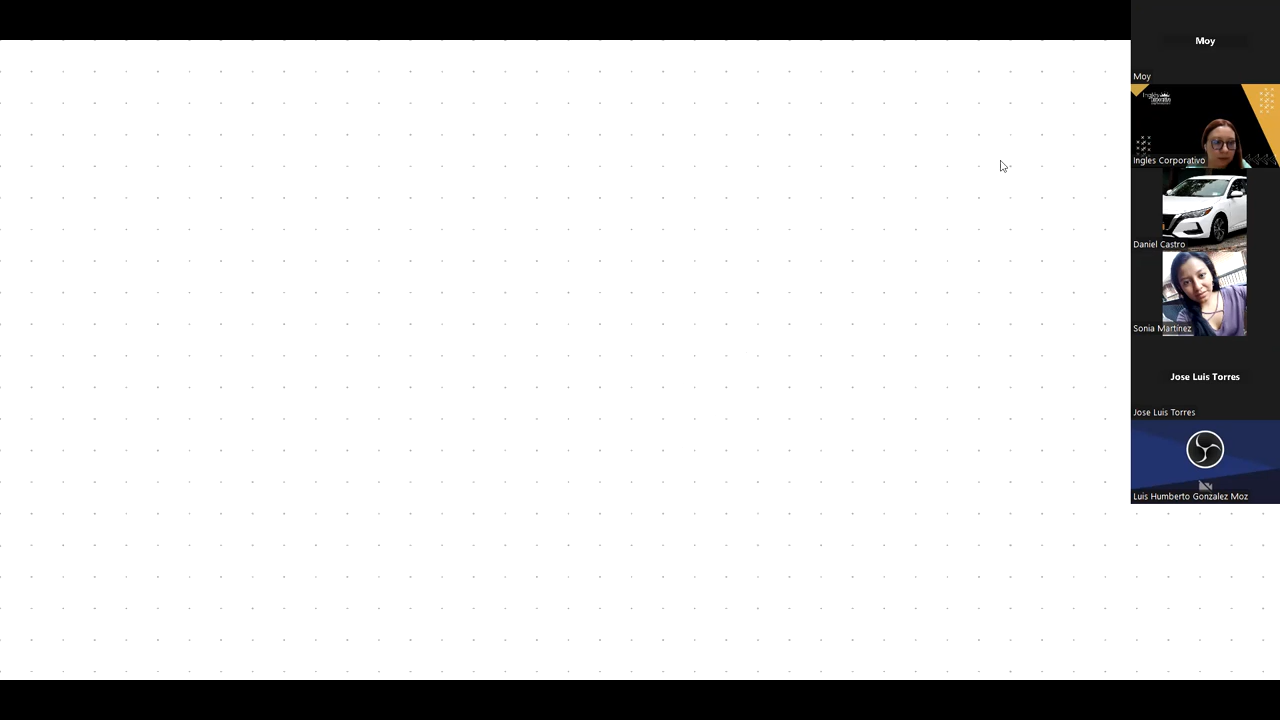 Moy
Moy
Ingles Corporativo
Daniel Castro
Sonia Martinez
Jose Luis Torres
Jose Luis Torres
Luis Humberto Gonzalez Moz